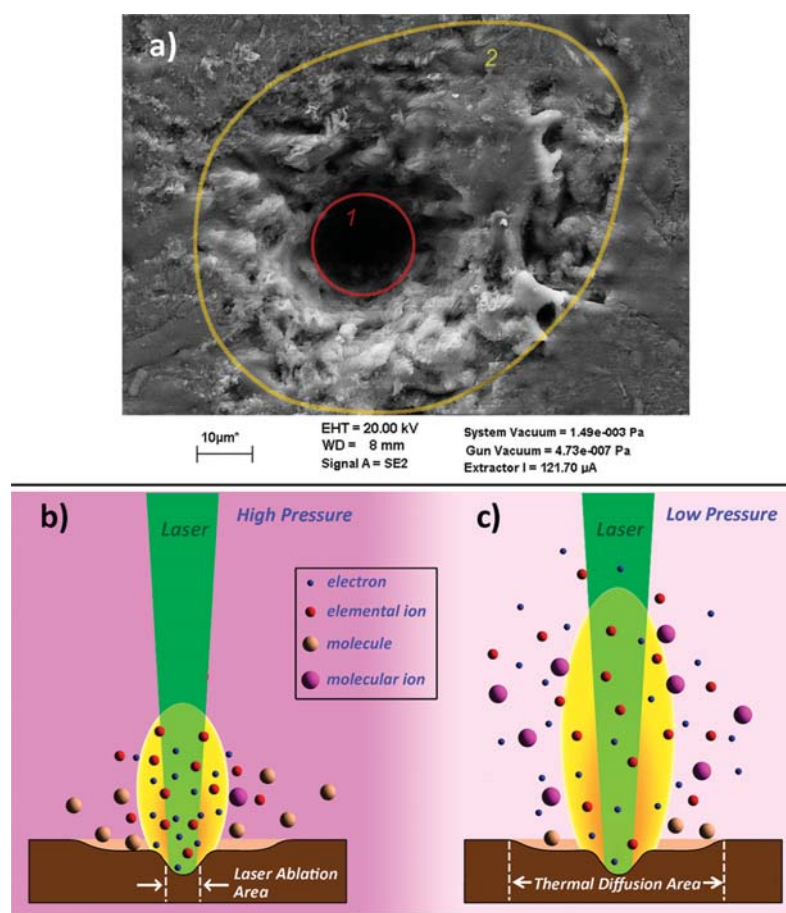 a)
2
1
10µm*
EHT = 20.00 kV
WD = 8 mm
Signal A = SE2
System Vacuum = 1.49e-003 Pa
Gun Vacuum = 4.73e-007 Pa
Extractor I = 121.70 µA
b)
Laser
High Pressure
electron
elemental ion
molecule
molecular ion
Laser Ablation
Area
c)
Laser
Low Pressure
Thermal Diffusion Area